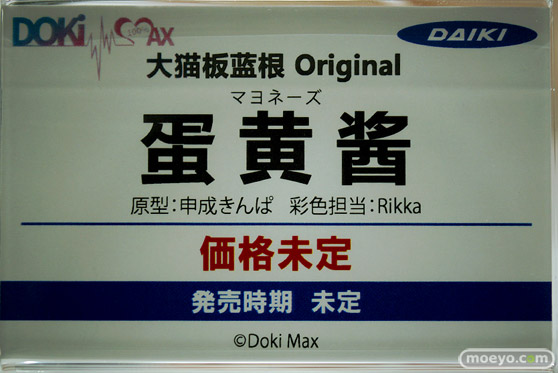 DOKi 100% MAX
DAIKI
大猫板蓝根 Original
マヨネーズ
蛋黄酱
原型：申成きんぱ 彩色担当：Rikka
価格未定
発売時期 未定
©Doki Max
moeyo.com